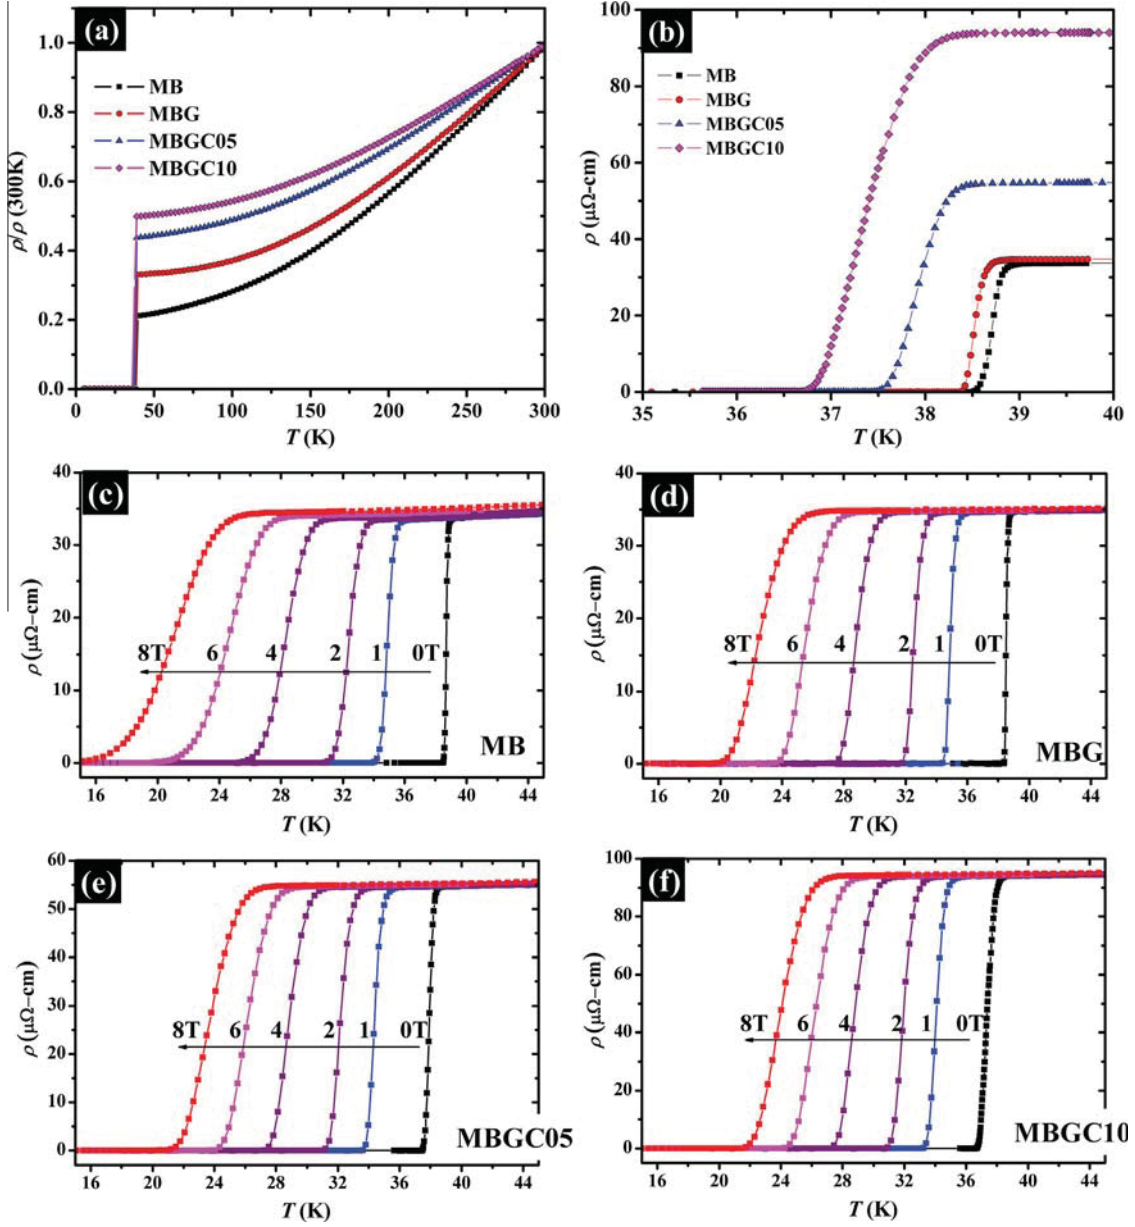 (a)
1.0
0.8
0.6
0.4
0.2
0.0
ρ/ρ (300K)
MB
MBG
MBGC05
MBGC10
0 50 100 150 200 250 300
T (K)
(b)
100
80
60
40
20
0
ρ (μΩ-cm)
MB
MBG
MBGC05
MBGC10
35 36 37 38 39 40
T (K)
(c)
40
30
20
10
0
ρ (μΩ–cm)
8T 6 4 2 1 0T
MB
16 20 24 28 32 36 40 44
T (K)
(d)
40
30
20
10
0
ρ (μΩ–cm)
8T 6 4 2 1 0T
MBG
16 20 24 28 32 36 40 44
T (K)
(e)
60
50
40
30
20
10
0
ρ (μΩ–cm)
8T 6 4 2 1 0T
MBGC05
16 20 24 28 32 36 40 44
T (K)
(f)
100
80
60
40
20
0
ρ (μΩ–cm)
8T 6 4 2 1 0T
MBGC10
16 20 24 28 32 36 40 44
T (K)